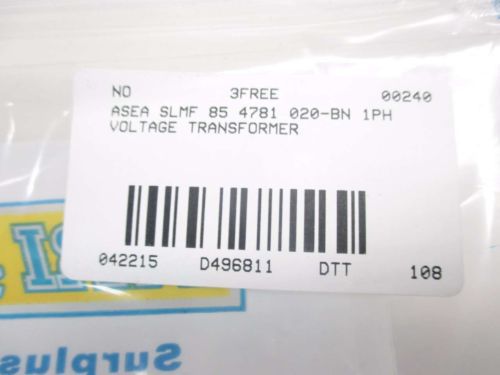 NO 3FREE 00240
ASEA SLMF 85 4781 020-BN 1PH
VOLTAGE TRANSFORMER
042215 D496811 DTT 108
Surplus